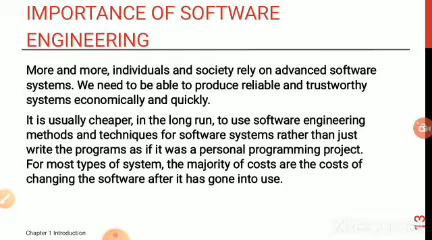 IMPORTANCE OF SOFTWARE
ENGINEERING
More and more, individuals and society rely on advanced software
systems. We need to be able to produce reliable and trustworthy
systems economically and quickly.
It is usually cheaper, in the long run, to use software engineering
methods and techniques for software systems rather than just
write the programs as if it was a personal programming project.
For most types of system, the majority of costs are the costs of
changing the software after it has gone into use.
Chapter 1 Introduction
13